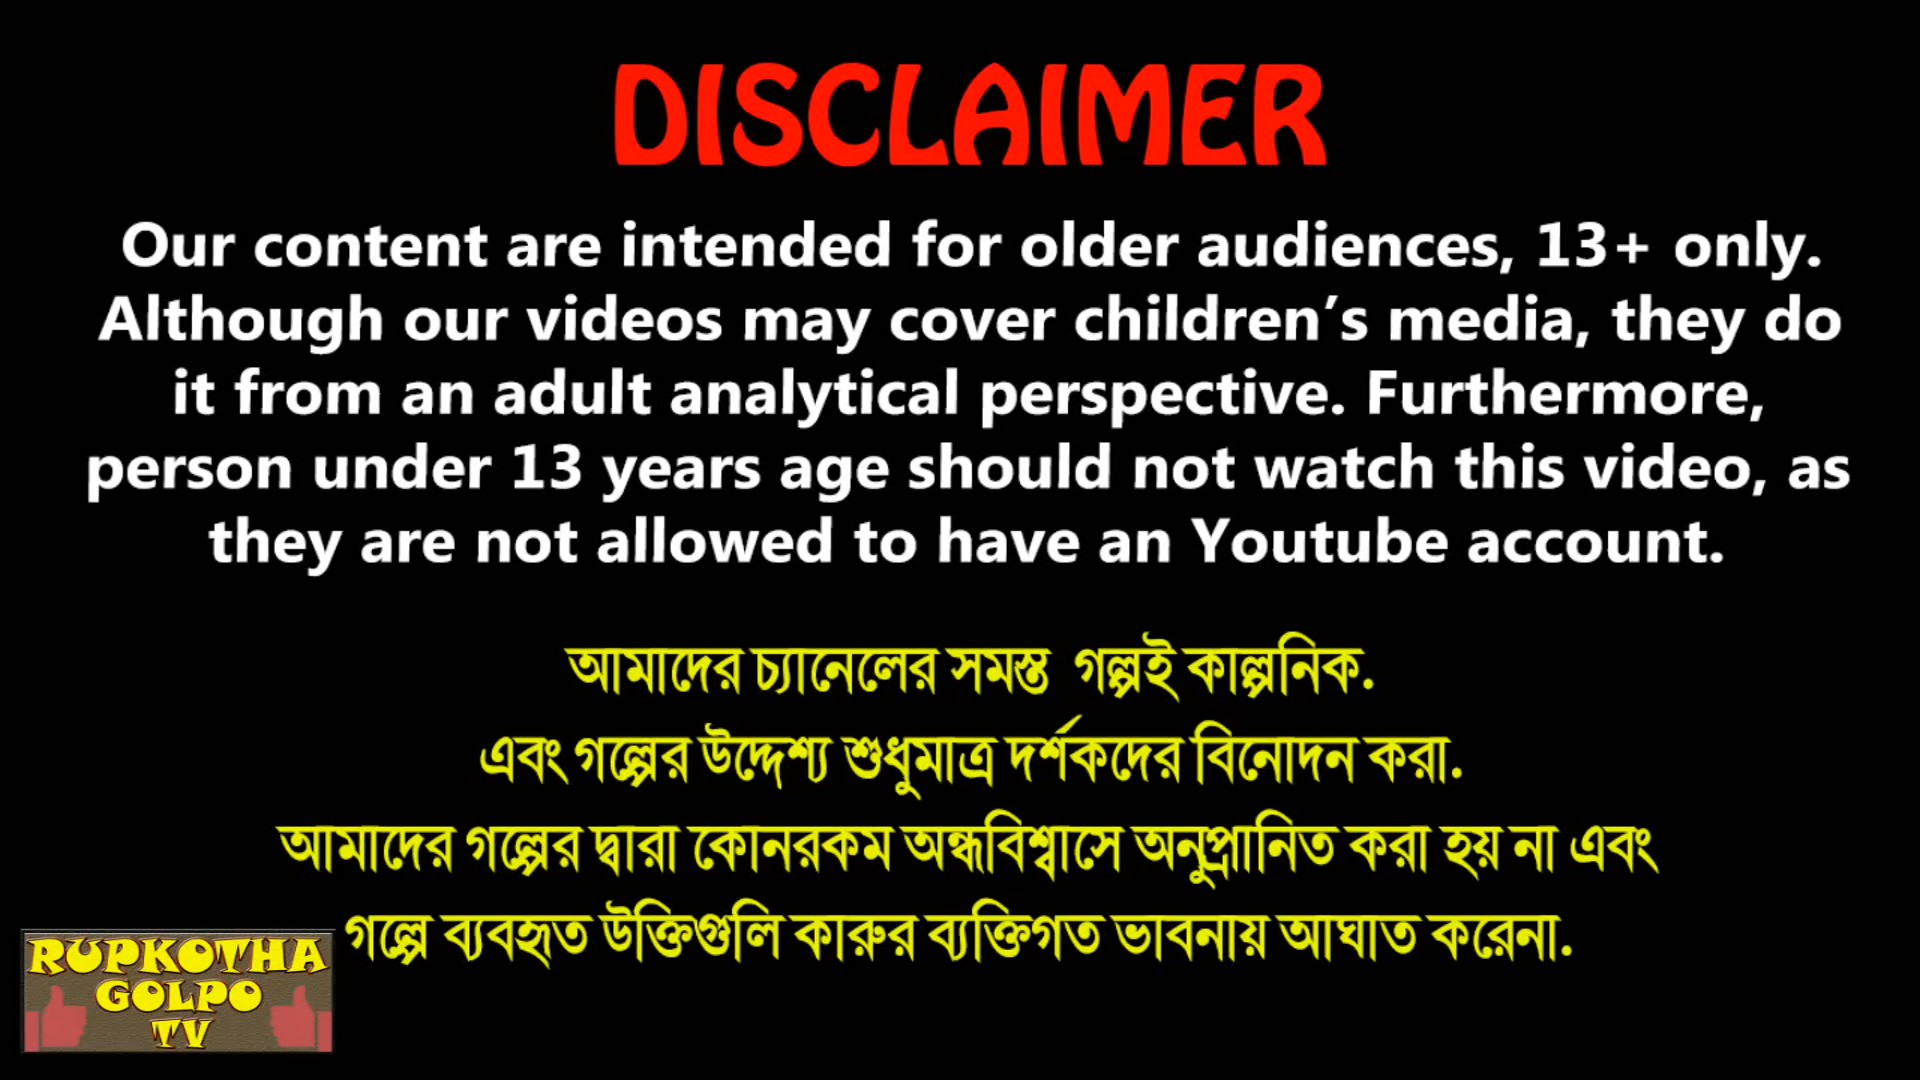 DISCLAIMER
Our content are intended for older audiences, 13+ only.
Although our videos may cover children’s media, they do
it from an adult analytical perspective. Furthermore,
person under 13 years age should not watch this video, as
they are not allowed to have an Youtube account.
আমাদের চ্যানেলের সমস্ত গল্পই কাল্পনিক.
এবং গল্পের উদ্দেশ্য শুধুমাত্র দর্শকদের বিনোদন করা.
আমাদের গল্পের দ্বারা কোনরকম অন্ধবিশ্বাসে অনুপ্রানিত করা হয় না এবং
গল্পে ব্যবহৃত উক্তিগুলি কারুর ব্যক্তিগত ভাবনায় আঘাত করেনা.
RUPKOTHA
GOLPO
TV